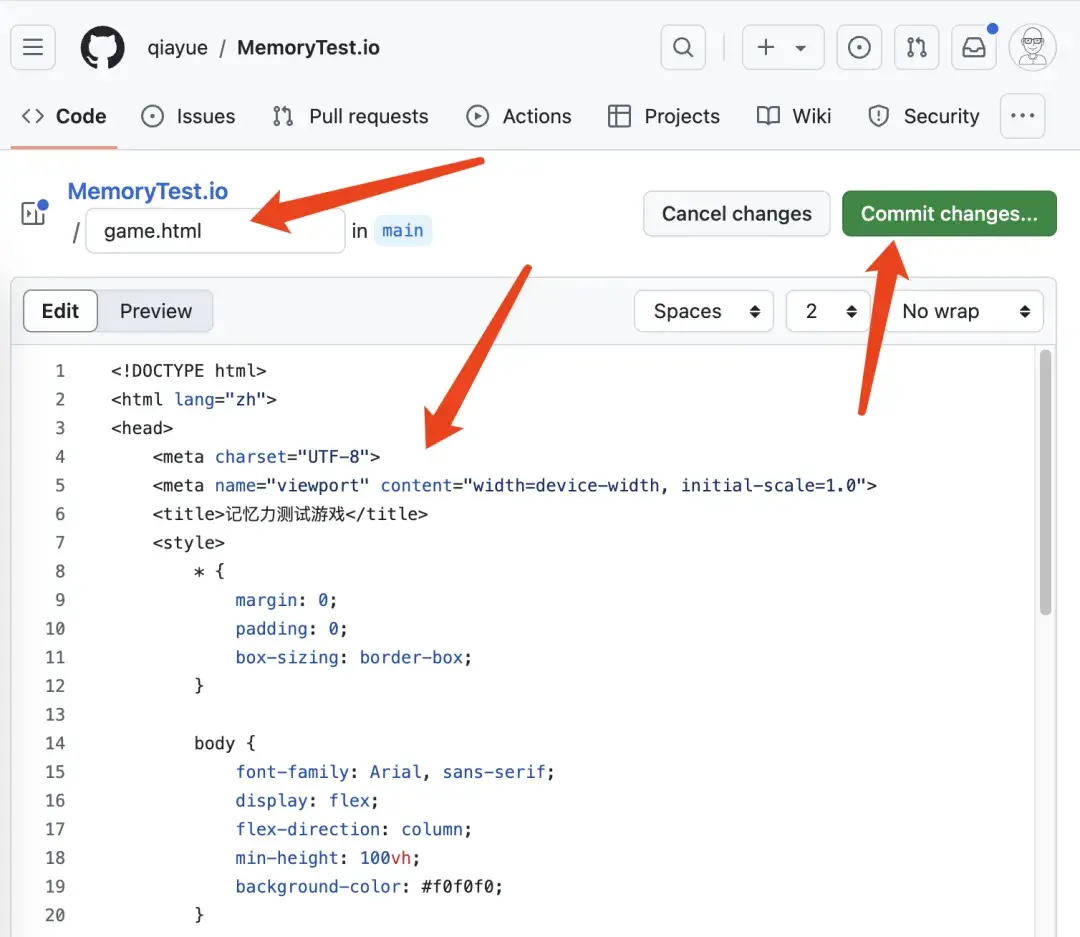 qiayue / MemoryTest.io
Code Issues Pull requests Actions Projects Wiki Security ...
MemoryTest.io
/ game.html in main Cancel changes Commit changes...
Edit Preview Spaces 2 No wrap
1 <!DOCTYPE html>
2 <html lang="zh">
3 <head>
4 <meta charset="UTF-8">
5 <meta name="viewport" content="width=device-width, initial-scale=1.0">
6 <title>记忆力测试游戏</title>
7 <style>
8 * {
9 margin: 0;
10 padding: 0;
11 box-sizing: border-box;
12 }
13
14 body {
15 font-family: Arial, sans-serif;
16 display: flex;
17 flex-direction: column;
18 min-height: 100vh;
19 background-color: #f0f0f0;
20 }